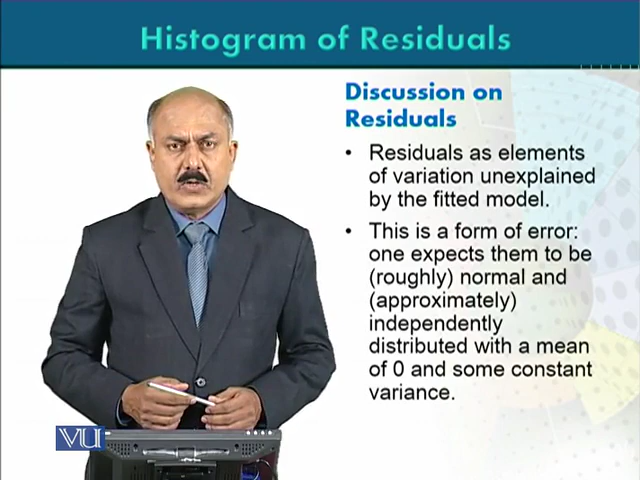 Histogram of Residuals
Discussion on
Residuals
• Residuals as elements
of variation unexplained
by the fitted model.
• This is a form of error:
one expects them to be
(roughly) normal and
(approximately)
independently
distributed with a mean
of 0 and some constant
variance.
VU